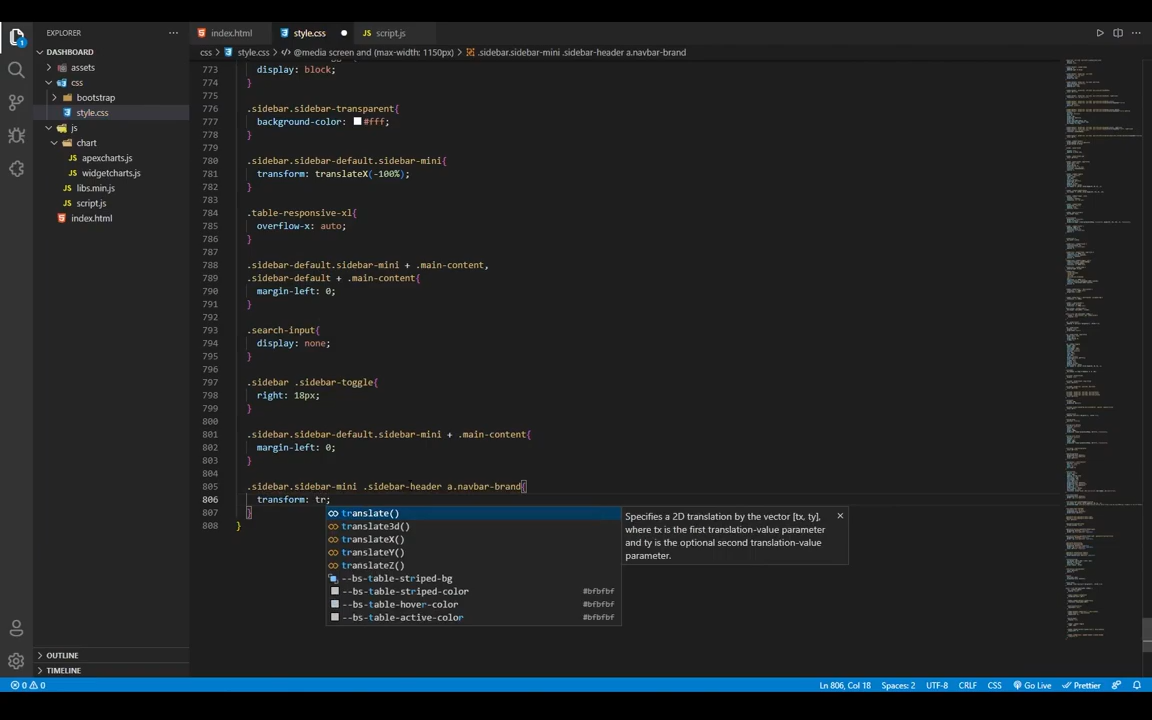 EXPLORER
···
index.html
style.css
script.js
DASHBOARD
css > style.css > @media screen and (max-width: 1150px) > .sidebar.sidebar-mini .sidebar-header a.navbar-brand
assets
css
bootstrap
style.css
js
chart
apexcharts.js
widgetcharts.js
libs.min.js
script.js
index.html
773 display: block;
774 }
775
776 .sidebar.sidebar-transparent{
777 background-color: #fff;
778 }
779
780 .sidebar.sidebar-default.sidebar-mini{
781 transform: translateX(-100%);
782 }
783
784 .table-responsive-xl{
785 overflow-x: auto;
786 }
787
788 .sidebar-default.sidebar-mini + .main-content,
789 .sidebar-default + .main-content{
790 margin-left: 0;
791 }
792
793 .search-input{
794 display: none;
795 }
796
797 .sidebar .sidebar-toggle{
798 right: 18px;
799 }
800
801 .sidebar.sidebar-default.sidebar-mini + .main-content{
802 margin-left: 0;
803 }
804
805 .sidebar.sidebar-mini .sidebar-header a.navbar-brand{
806 transform: tr;
807 }
808 }
translate()
translate3d()
translateX()
translateY()
translateZ()
--bs-table-striped-bg
--bs-table-striped-color #bfbfbf
--bs-table-hover-color #bfbfbf
--bs-table-active-color #bfbfbf
Specifies a 2D translation by the vector [tx, ty],
where tx is the first translation-value parameter
and ty is the optional second translation-value
parameter.
OUTLINE
TIMELINE
0 0
Ln 806, Col 18
Spaces: 2
UTF-8
CRLF
CSS
Go Live
Prettier